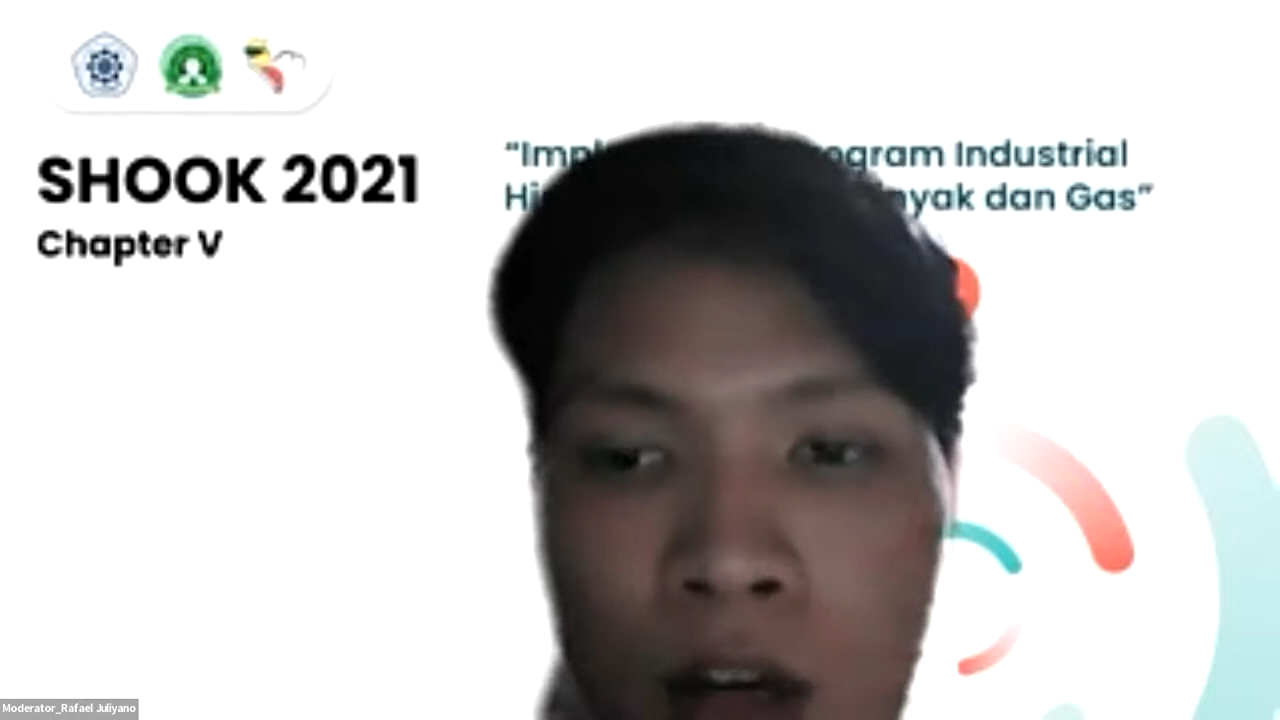 SHOOK 2021
Chapter V
“Impl ogram Industrial
Hi nyak dan Gas”
Moderator_Rafael Juliyano